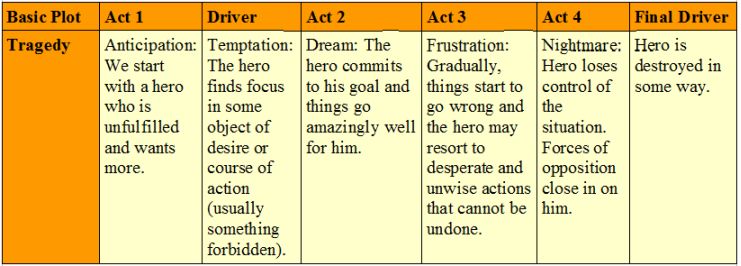 Basic Plot Act 1 Driver Act 2 Act 3 Act 4 Final Driver
Tragedy
Anticipation:
We start
with a hero
who is
unfulfilled
and wants
more.
Temptation:
The hero
finds focus
in some
object of
desire or
course of
action
(usually
something
forbidden).
Dream: The
hero commits
to his goal and
things go
amazingly well
for him.
Frustration:
Gradually,
things start to
go wrong and
the hero may
resort to
desperate and
unwise actions
that cannot be
undone.
Nightmare:
Hero loses
control of
the
situation.
Forces of
opposition
close in on
him.
Hero is
destroyed in
some way.